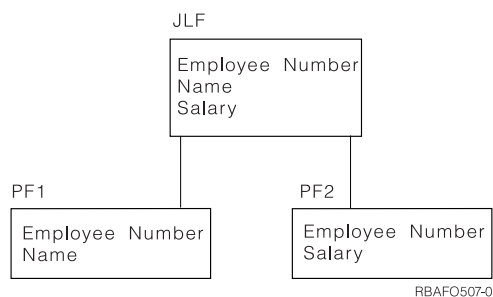 JLF
Employee Number
Name
Salary
PF1
PF2
Employee Number
Name
Employee Number
Salary
RBAFO507-0